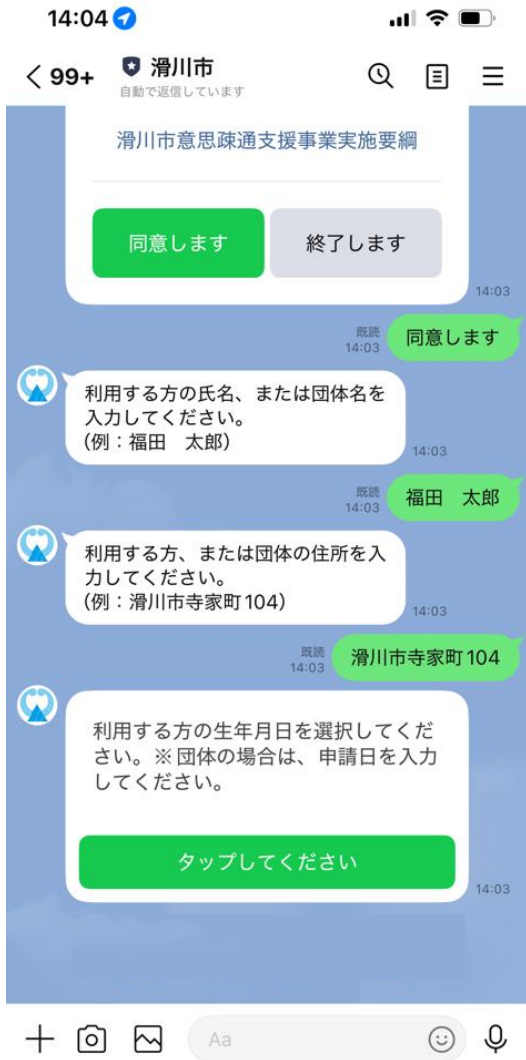 14:04
99+
滑川市
自動で返信しています
滑川市意思疎通支援事業実施要綱
同意します
終了します
14:03
既読
14:03
同意します
利用する方の氏名、または団体名を
入力してください。
(例:福田　太郎)
14:03
既読
14:03
福田　太郎
利用する方、または団体の住所を入
力してください。
(例:滑川市寺家町104)
14:03
既読
14:03
滑川市寺家町104
利用する方の生年月日を選択してくだ
さい。※団体の場合は、申請日を入力
してください。
タップしてください
14:03
Aa